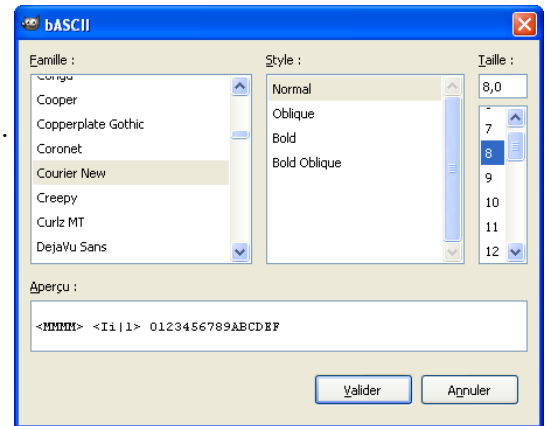 bASCII
Famille :
Cooper
Copperplate Gothic
Coronet
Courier New
Creepy
Curlz MT
DejaVu Sans
Style :
Normal
Oblique
Bold
Bold Oblique
Taille :
8,0
7
8
9
10
11
12
Aperçu :
<MMMM> <Ii|l> 0123456789ABCDEF
Valider
Annuler